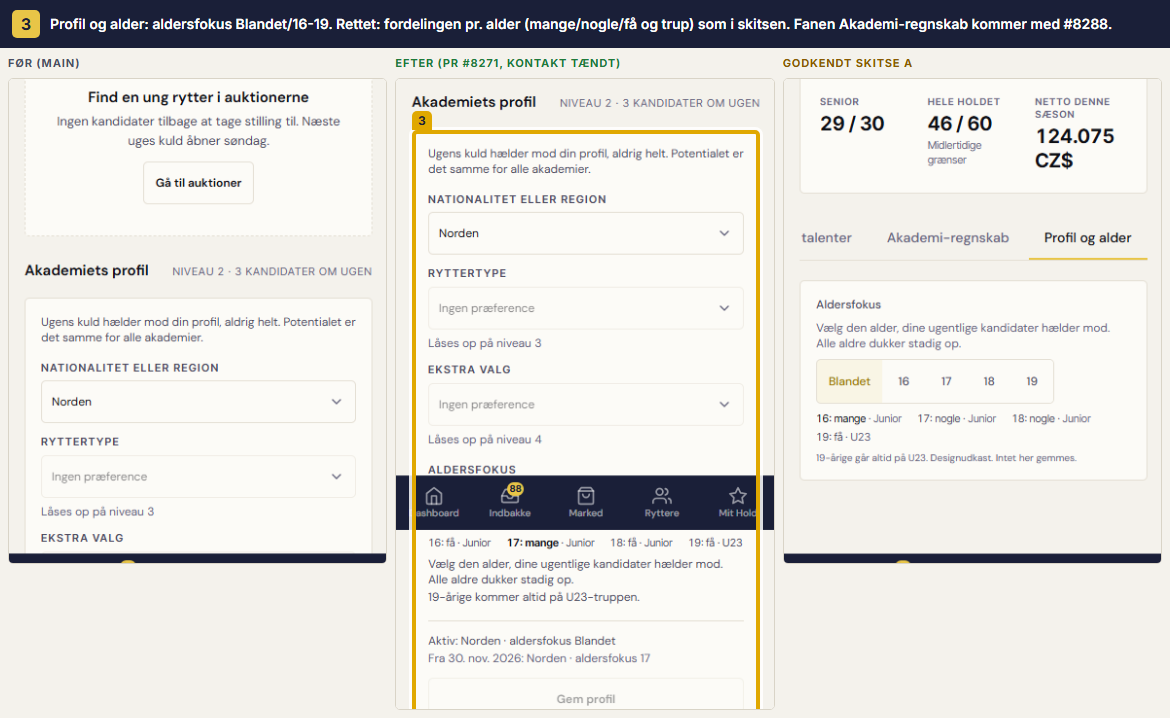 3 Profil og alder: aldersfokus Blandet/16-19. Rettet: fordelingen pr. alder (mange/nogle/få og trup) som i skitsen. Fanen Akademi-regnskab kommer med #8288.
FØR (MAIN)
Find en ung rytter i auktionerne
Ingen kandidater tilbage at tage stilling til. Næste
uges kuld åbner søndag.
Gå til auktioner
Akademiets profil NIVEAU 2 · 3 KANDIDATER OM UGEN
Ugens kuld hælder mod din profil, aldrig helt. Potentialet er
det samme for alle akademier.
NATIONALITET ELLER REGION
Norden
RYTTERTYPE
Ingen præference
Låses op på niveau 3
EKSTRA VALG
EFTER (PR #8271, KONTAKT TÆNDT)
Akademiets profil NIVEAU 2 · 3 KANDIDATER OM UGEN
3
Ugens kuld hælder mod din profil, aldrig helt. Potentialet er
det samme for alle akademier.
NATIONALITET ELLER REGION
Norden
RYTTERTYPE
Ingen præference
Låses op på niveau 3
EKSTRA VALG
Ingen præference
Låses op på niveau 4
ALDERSFOKUS
88
ashboard Indbakke Marked Ryttere Mit Hold
16: få · Junior 17: mange · Junior 18: få · Junior 19: få · U23
Vælg den alder, dine ugentlige kandidater hælder mod.
Alle aldre dukker stadig op.
19-årige kommer altid på U23-truppen.
Aktiv: Norden · aldersfokus Blandet
Fra 30. nov. 2026: Norden · aldersfokus 17
Gem profil
GODKENDT SKITSE A
SENIOR
29 / 30
HELE HOLDET
46 / 60
Midlertidige
grænser
NETTO DENNE
SÆSON
124.075
CZ$
talenter Akademi-regnskab Profil og alder
Aldersfokus
Vælg den alder, dine ugentlige kandidater hælder mod.
Alle aldre dukker stadig op.
Blandet 16 17 18 19
16: mange · Junior 17: nogle · Junior 18: nogle · Junior
19: få · U23
19-årige går altid på U23. Designudkast. Intet her gemmes.